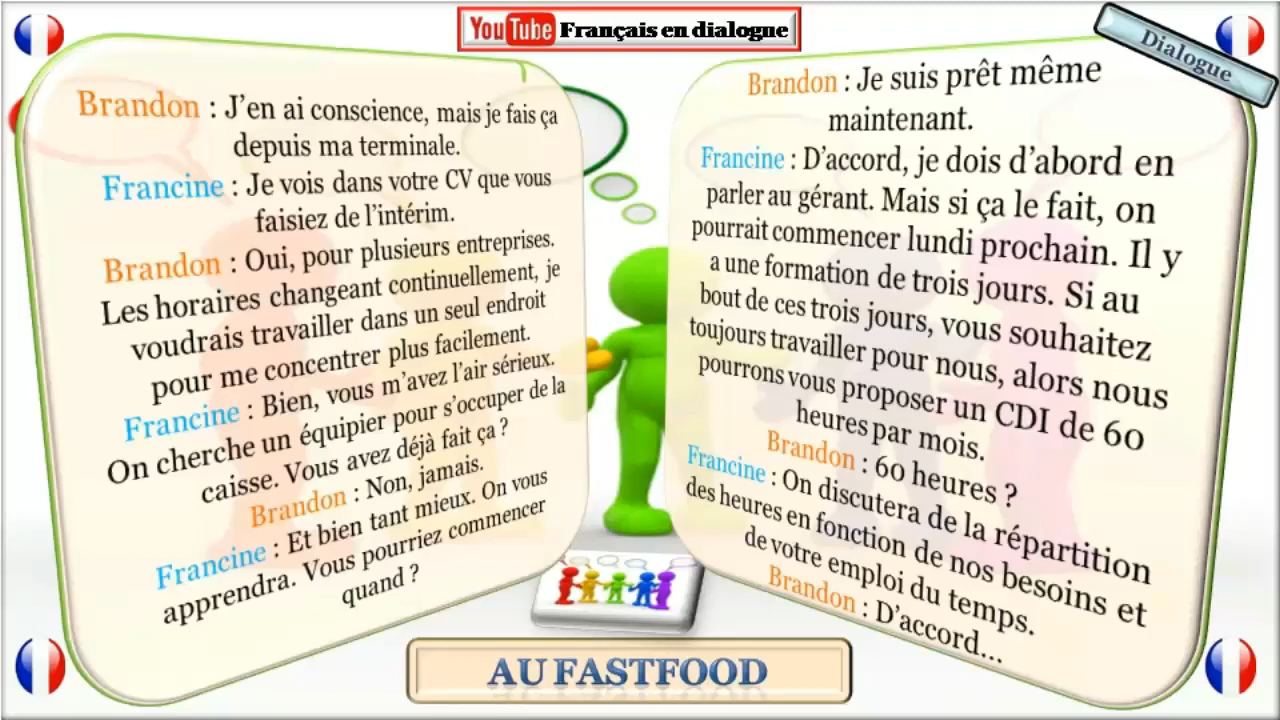 YouTube Français en dialogue
Dialogue
Brandon : J'en ai conscience, mais je fais ça
depuis ma terminale.
Francine : Je vois dans votre CV que vous
faisiez de l'intérim.
Brandon : Oui, pour plusieurs entreprises.
Les horaires changeant continuellement, je
voudrais travailler dans un seul endroit
pour me concentrer plus facilement.
Francine : Bien, vous m'avez l'air sérieux.
On cherche un équipier pour s'occuper de la
caisse. Vous avez déjà fait ça ?
Brandon : Non, jamais.
Francine : Et bien tant mieux. On vous
apprendra. Vous pourriez commencer
quand ?
Brandon : Je suis prêt même
maintenant.
Francine : D'accord, je dois d'abord en
parler au gérant. Mais si ça le fait, on
pourrait commencer lundi prochain. Il y
a une formation de trois jours. Si au
bout de ces trois jours, vous souhaitez
toujours travailler pour nous, alors nous
pourrons vous proposer un CDI de 60
heures par mois.
Brandon : 60 heures ?
Francine : On discutera de la répartition
des heures en fonction de nos besoins et
de votre emploi du temps.
Brandon : D'accord...
AU FASTFOOD